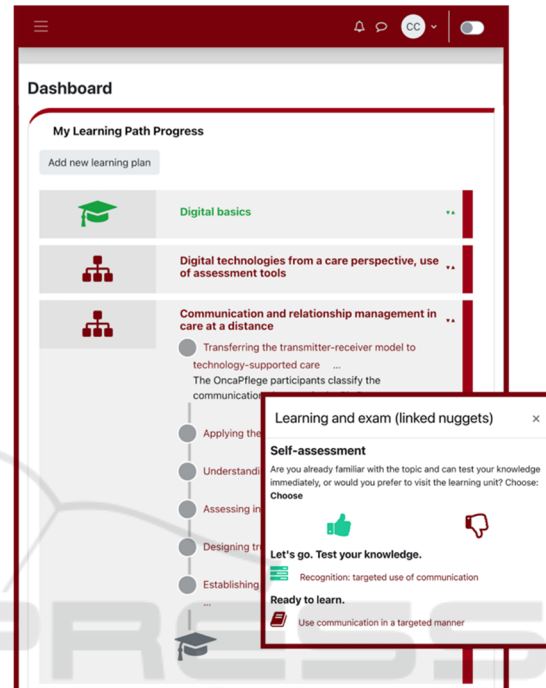 CC
Dashboard
My Learning Path Progress
Add new learning plan
Digital basics
Digital technologies from a care perspective, use
of assessment tools
Communication and relationship management in
care at a distance
Transferring the transmitter-receiver model to
technology-supported care ...
The OncaPflege participants classify the
communication
Applying the
Understandi
Assessing in
Designing tr
Establishing
...
Learning and exam (linked nuggets) ×
Self-assessment
Are you already familiar with the topic and can test your knowledge
immediately, or would you prefer to visit the learning unit? Choose:
Choose
Let's go. Test your knowledge.
Recognition: targeted use of communication
Ready to learn.
Use communication in a targeted manner
PRESS